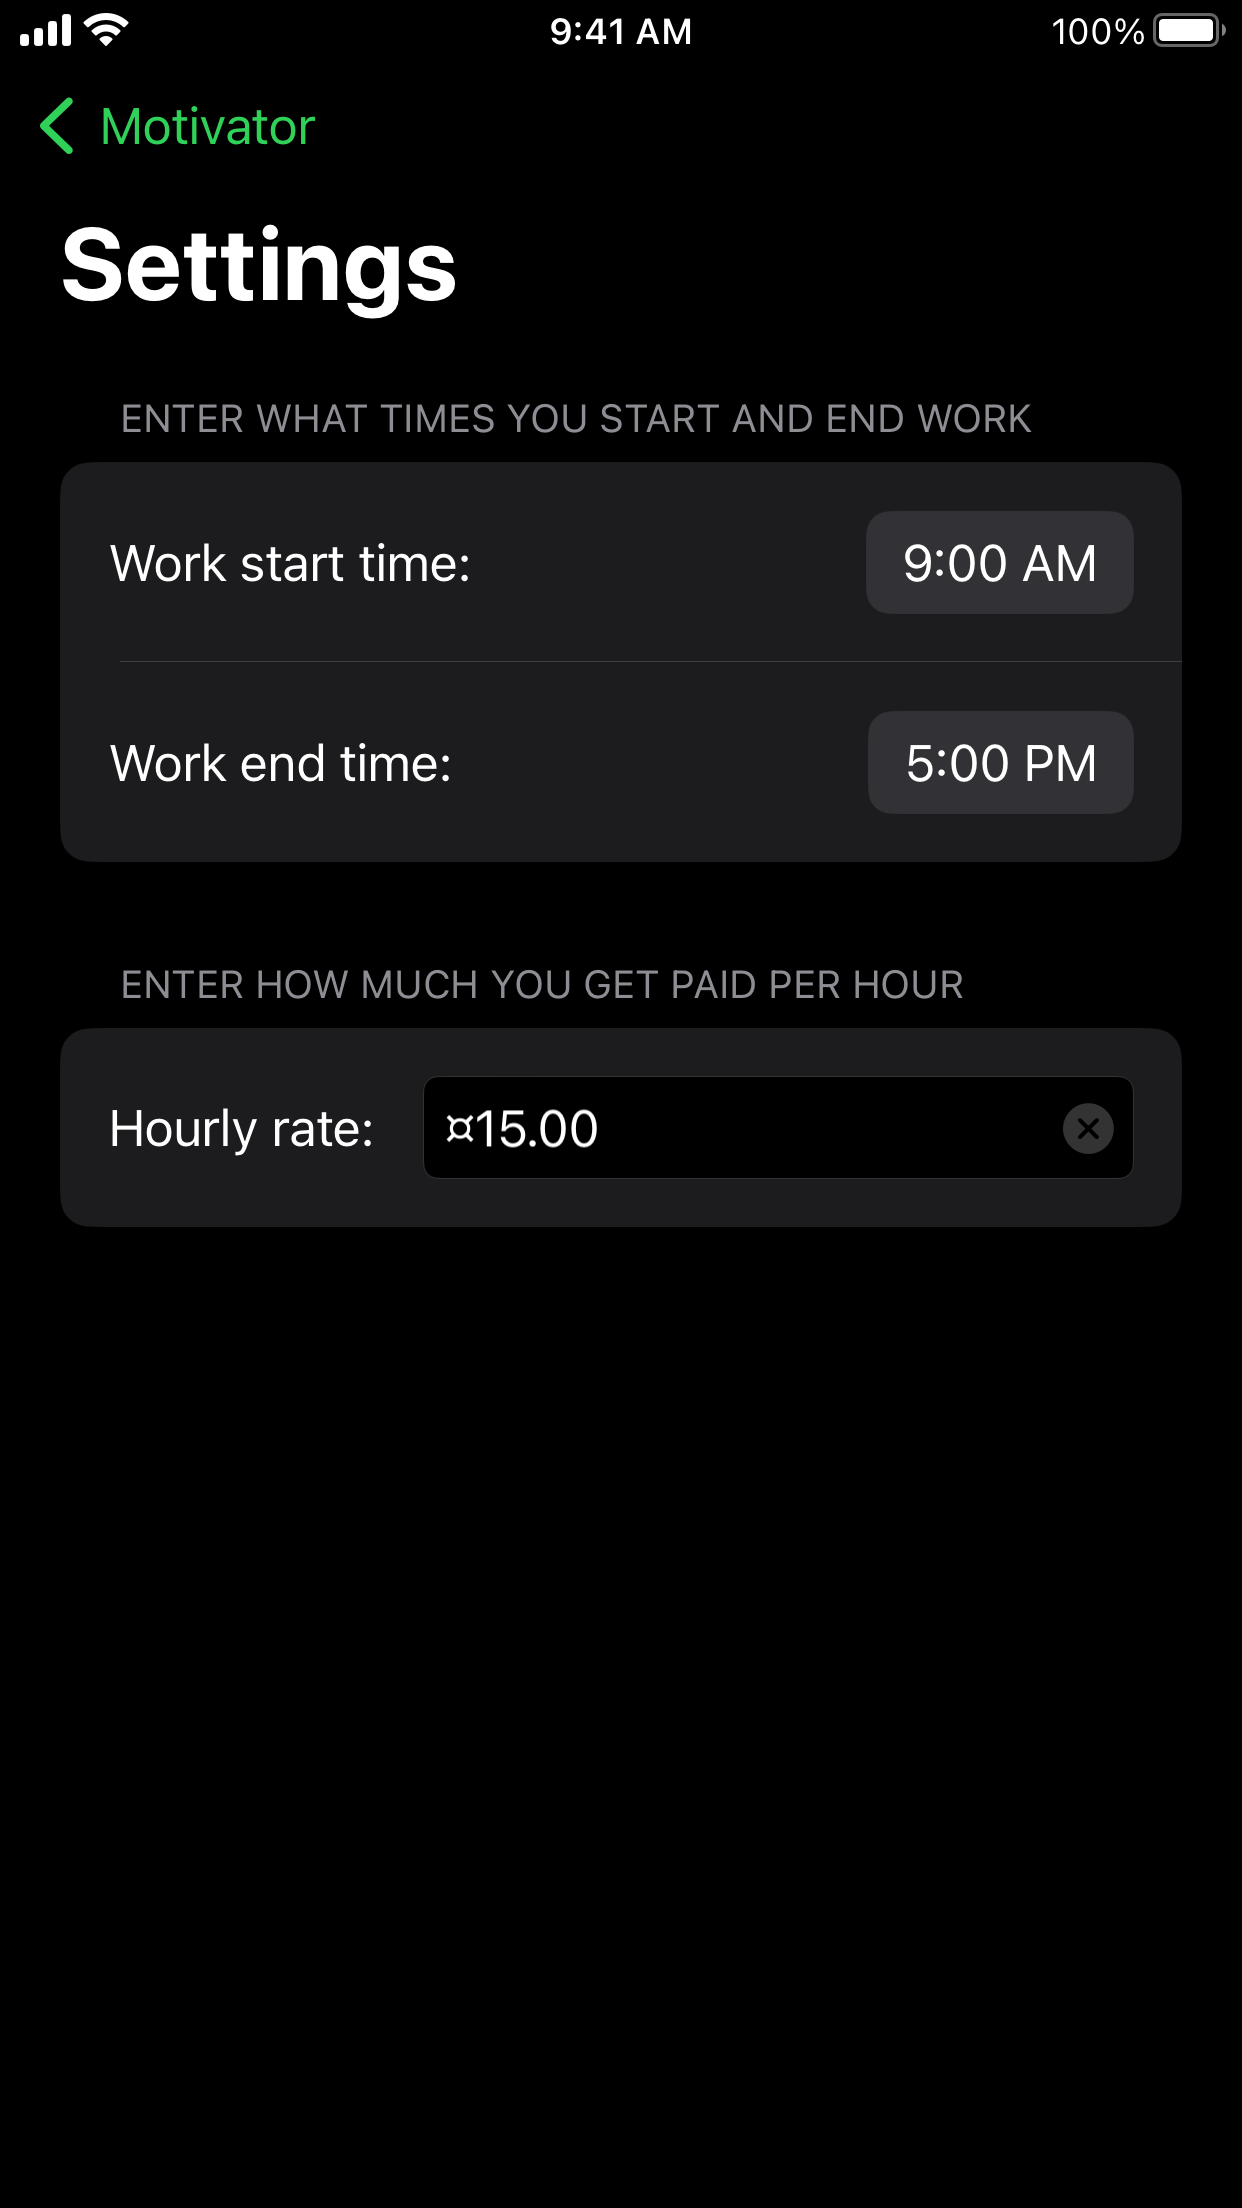 9:41 AM
100%
Motivator
Settings
ENTER WHAT TIMES YOU START AND END WORK
Work start time:
9:00 AM
Work end time:
5:00 PM
ENTER HOW MUCH YOU GET PAID PER HOUR
Hourly rate:
¤15.00